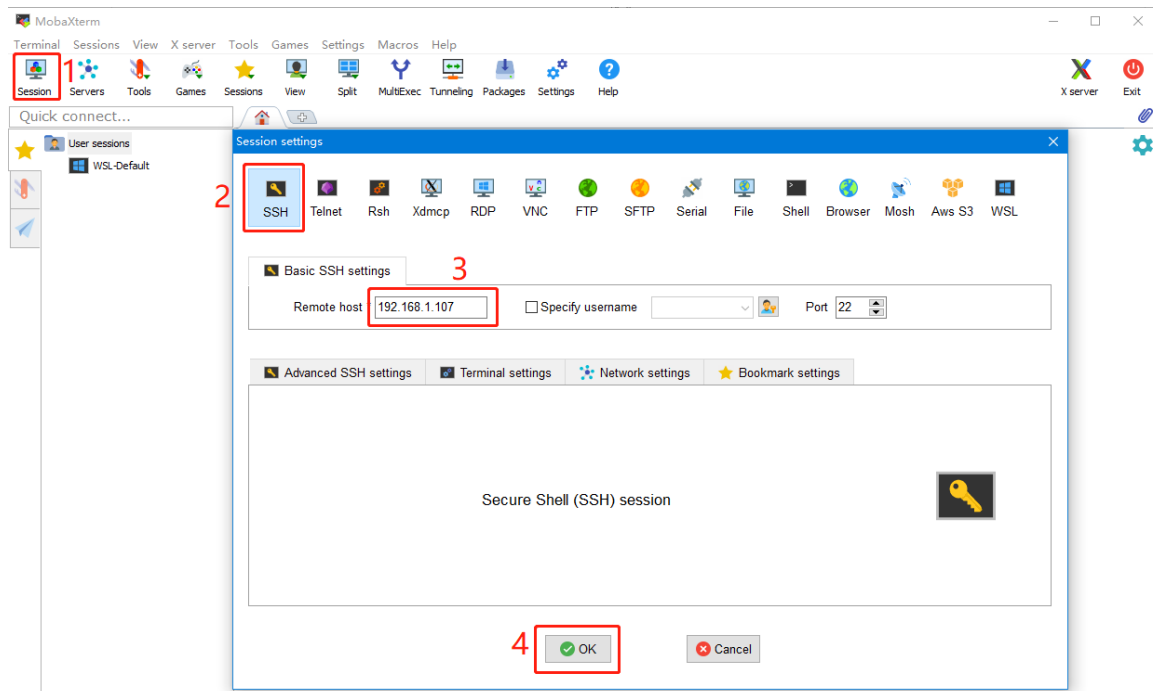 MobaXterm
Terminal Sessions View X server Tools Games Settings Macros Help
1
Session Servers Tools Games Sessions View Split MultiExec Tunneling Packages Settings Help X server Exit
Quick connect...
User sessions
WSL-Default
Session settings
2
SSH Telnet Rsh Xdmcp RDP VNC FTP SFTP Serial File Shell Browser Mosh Aws S3 WSL
Basic SSH settings
3
Remote host * 192.168.1.107 Specify username Port 22
Advanced SSH settings Terminal settings Network settings Bookmark settings
Secure Shell (SSH) session
4
OK Cancel